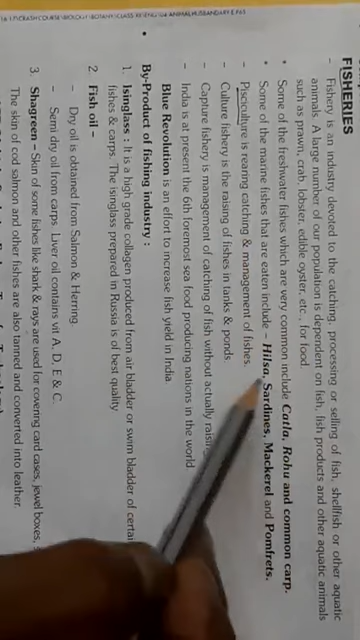 FISHERIES
– Fishery is an industry devoted to the catching, processing or selling of fish, shellfish or other aquatic
animals. A large number of our population is dependent on fish, fish products and other aquatic animals
such as prawn, crab, lobster, edible oyster, etc., for food.
• Some of the freshwater fishes which are very common include Catla, Rohu and common carp.
• Some of the marine fishes that are eaten include – Hilsa, Sardines, Mackerel and Pomfrets.
– Pisciculture is rearing catching & management of fishes.
– Culture fishery is the raising of fishes in tanks & ponds.
– Capture fishery is management of catching of fish without actually
– India is at present the 6th foremost sea food producing nations in the world
Blue Revolution is an effort to increase fish yield in India
• By-Product of fishing industry :
1. Isinglass : It is a high grade collagen produced from air bladder or swim bladder of
fishes & carps. The isinglass prepared in Russia is of best quality
2. Fish oil –
– Dry oil is obtained from Salmon & Herring
– Semi dry oil from carps Liver oil contains vit A, D, E & C.
3. Shagreen – Skin of some fishes like shark & rays are used for covering card cases, jewel boxes,
The skin of cod salmon and other fishes are also tanned and converted into leather.